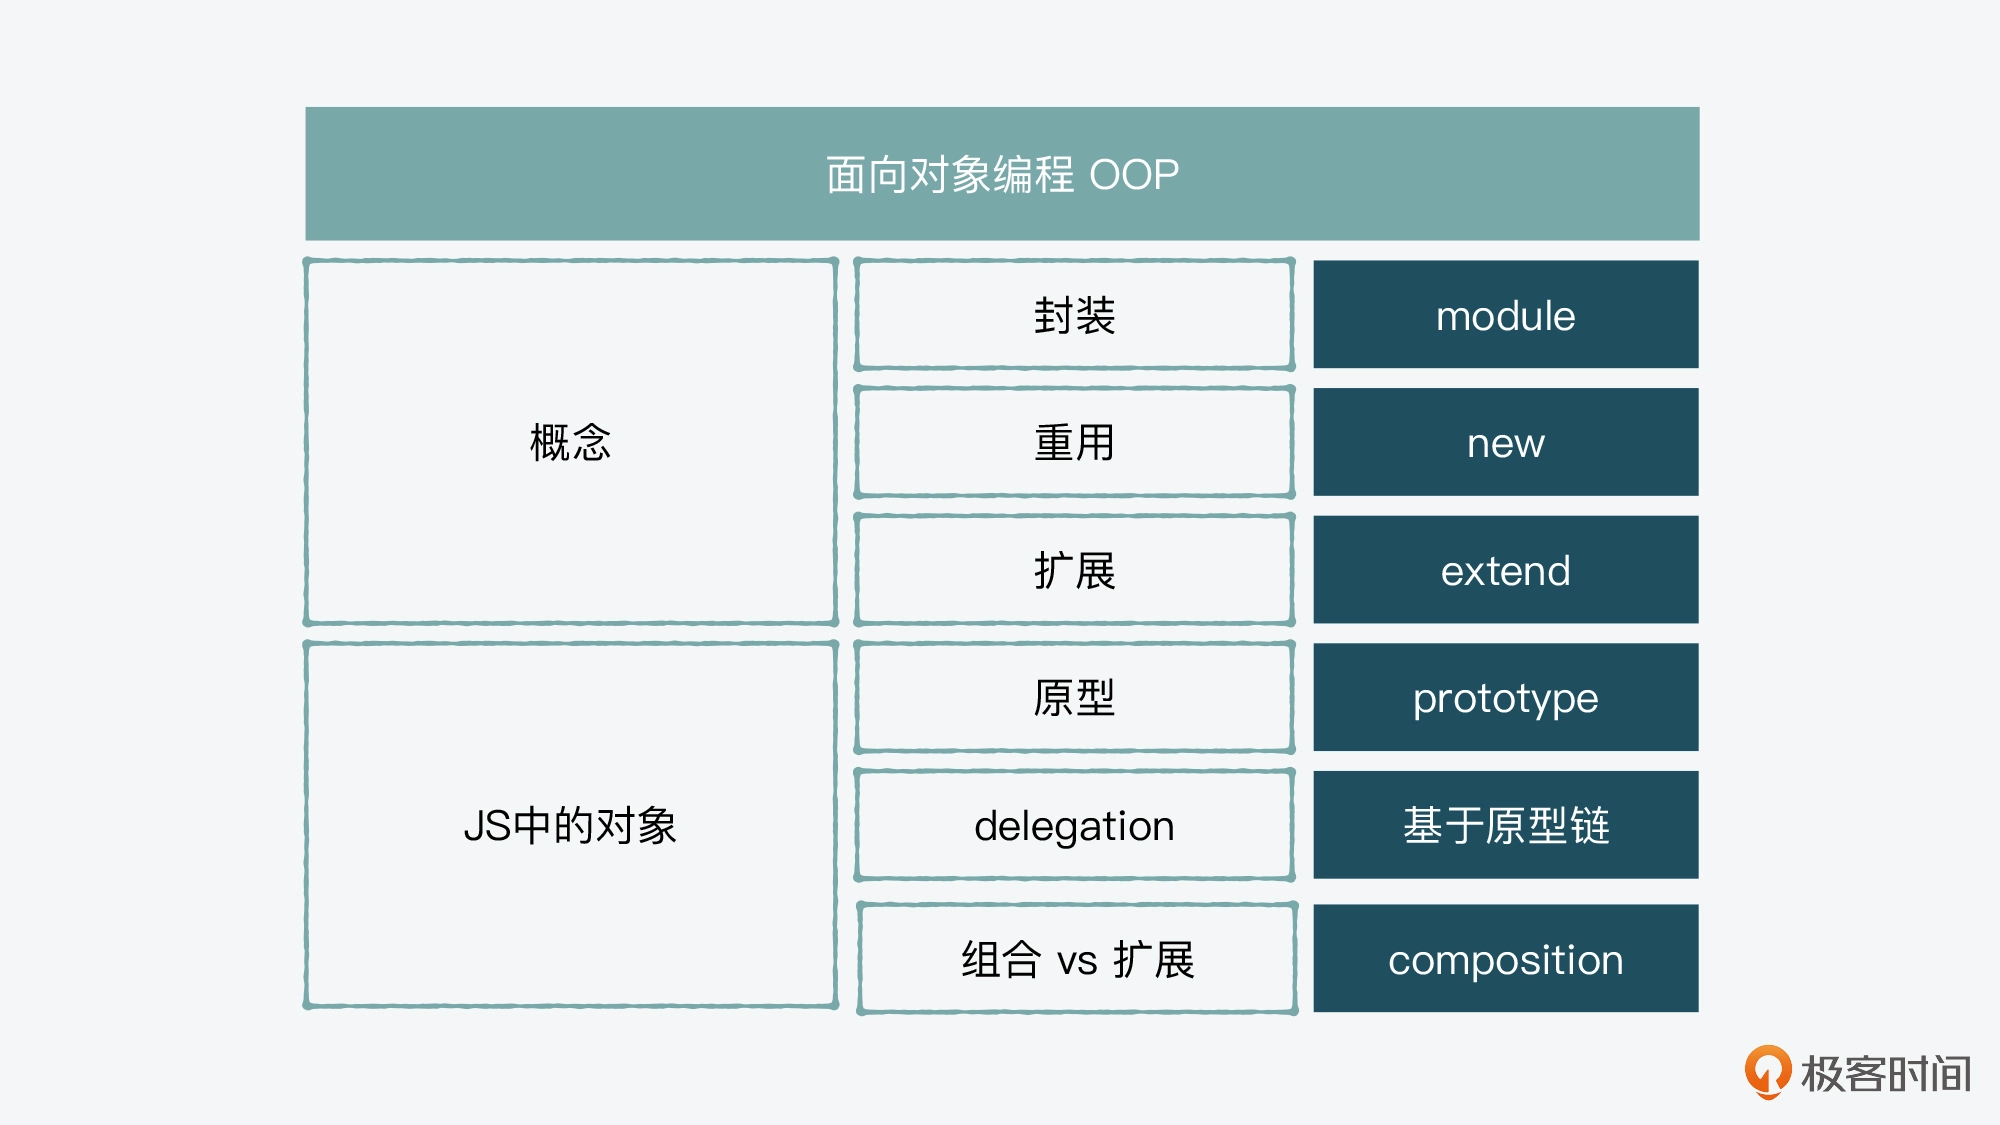 面向对象编程 OOP
概念
封装
module
重用
new
扩展
extend
JS中的对象
原型
prototype
delegation
基于原型链
组合 vs 扩展
composition
极客时间